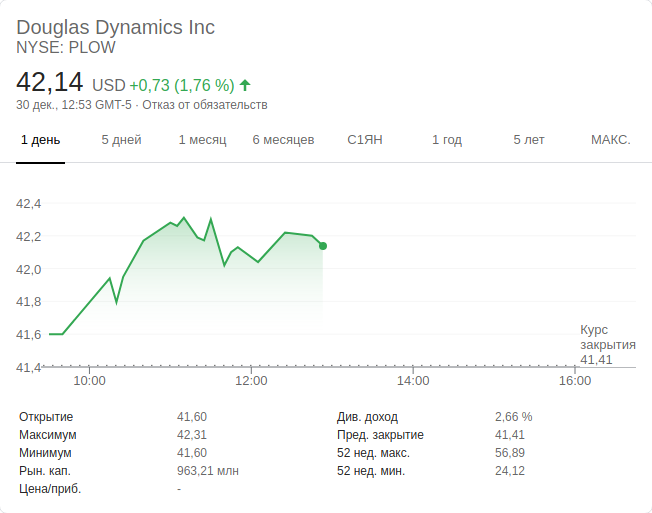 Douglas Dynamics Inc
NYSE: PLOW
42,14 USD +0,73 (1,76 %)
30 дек., 12:53 GMT-5 · Отказ от обязательств
1 день 5 дней 1 месяц 6 месяцев С1ЯН 1 год 5 лет МАКС.
42,4
42,2
42,0
41,8
41,6
41,4
Курс
закрытия
41,41
10:00 12:00 14:00 16:00
Открытие 41,60 Див. доход 2,66 %
Максимум 42,31 Пред. закрытие 41,41
Минимум 41,60 52 нед. макс. 56,89
Рын. кап. 963,21 млн 52 нед. мин. 24,12
Цена/приб. -